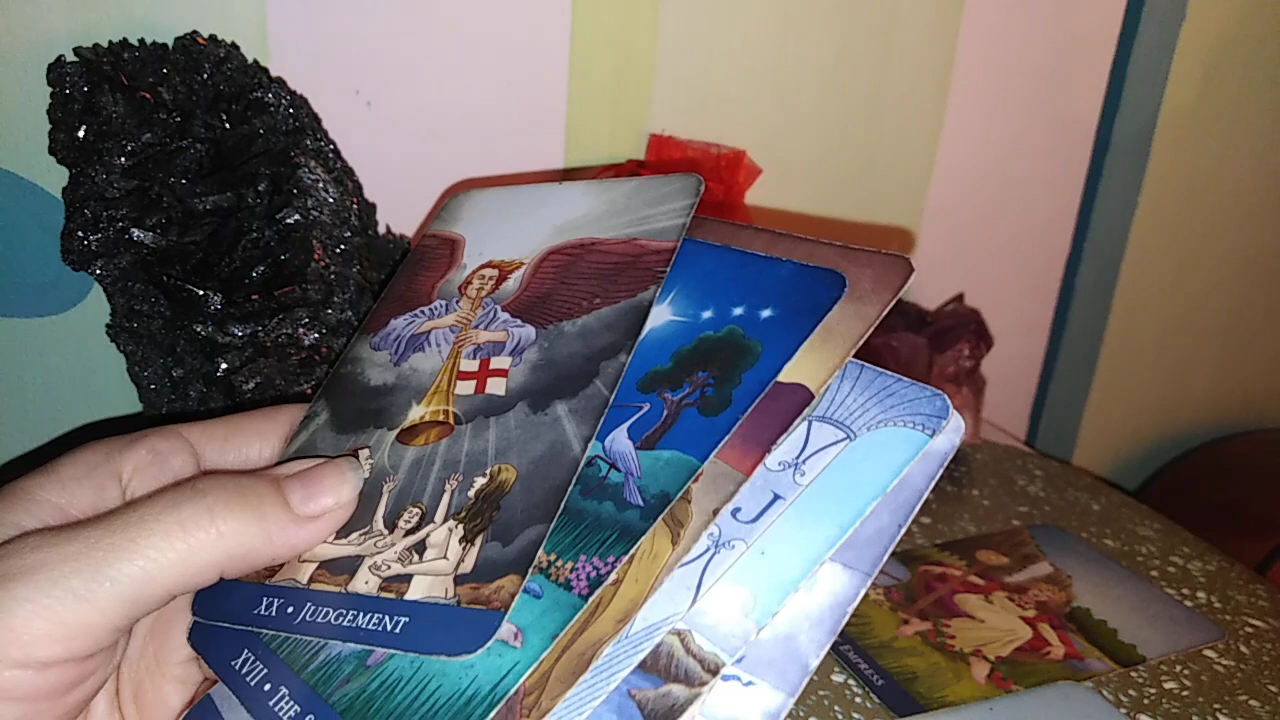 XX • JUDGEMENT
XVII • THE
J
EMPRESS